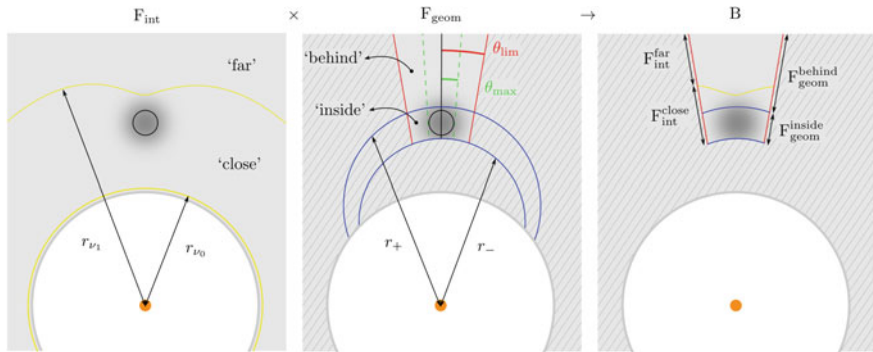 F_int × F_geom → B
'far'
'close'
r_ν₁
r_ν₀
'behind'
'inside'
θ_lim
θ_max
r_+
r_−
F_int^far
F_int^close
F_geom^behind
F_geom^inside